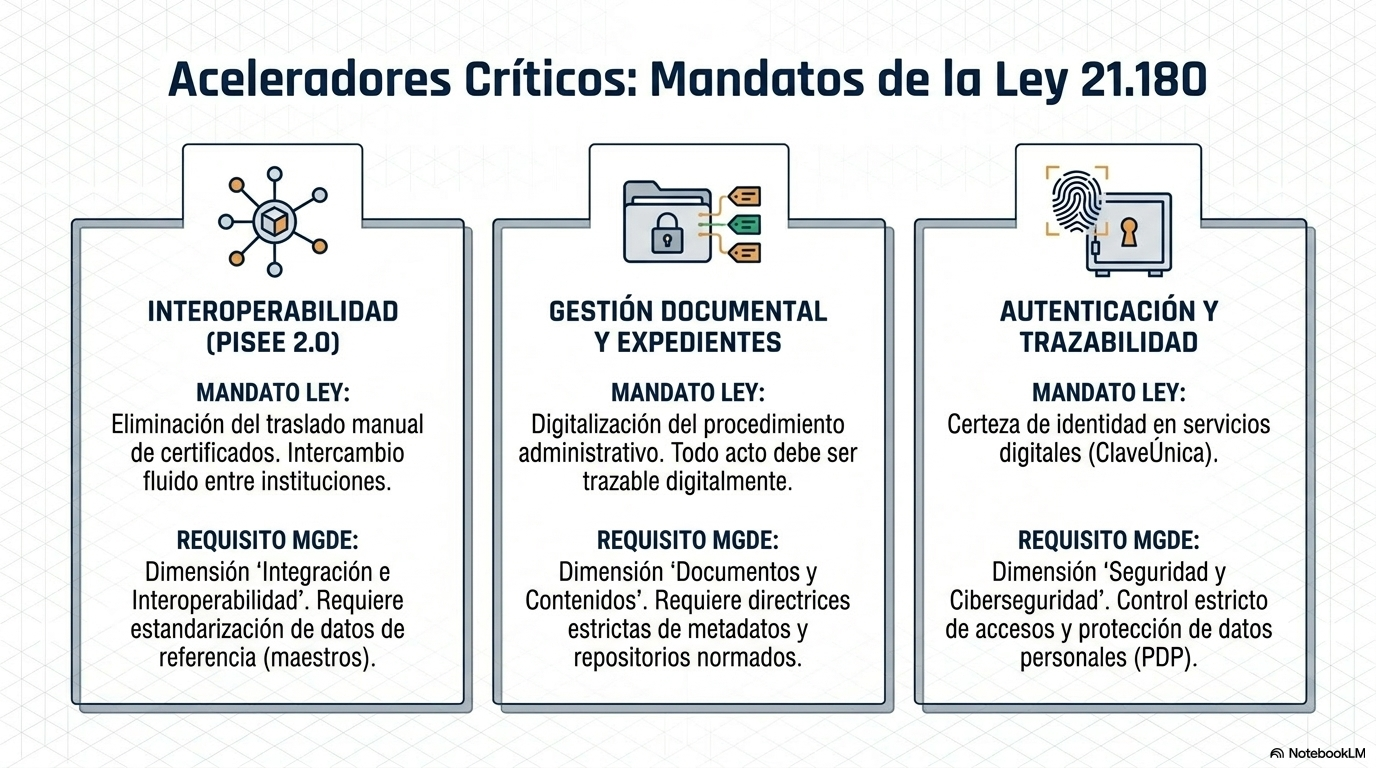 Aceleradores Críticos: Mandatos de la Ley 21.180
INTEROPERABILIDAD
(PISEE 2.0)
MANDATO LEY:
Eliminación del traslado manual
de certificados. Intercambio
fluido entre instituciones.
REQUISITO MGDE:
Dimensión ‘Integración e
Interoperabilidad’. Requiere
estandarización de datos de
referencia (maestros).
GESTIÓN DOCUMENTAL
Y EXPEDIENTES
MANDATO LEY:
Digitalización del procedimiento
administrativo. Todo acto debe ser
trazable digitalmente.
REQUISITO MGDE:
Dimensión ‘Documentos y
Contenidos’. Requiere directrices
estrictas de metadatos y
repositorios normados.
AUTENTICACIÓN Y
TRAZABILIDAD
MANDATO LEY:
Certeza de identidad en servicios
digitales (ClaveÚnica).
REQUISITO MGDE:
Dimensión ‘Seguridad y
Ciberseguridad’. Control estricto
de accesos y protección de datos
personales (PDP).
NotebookLM